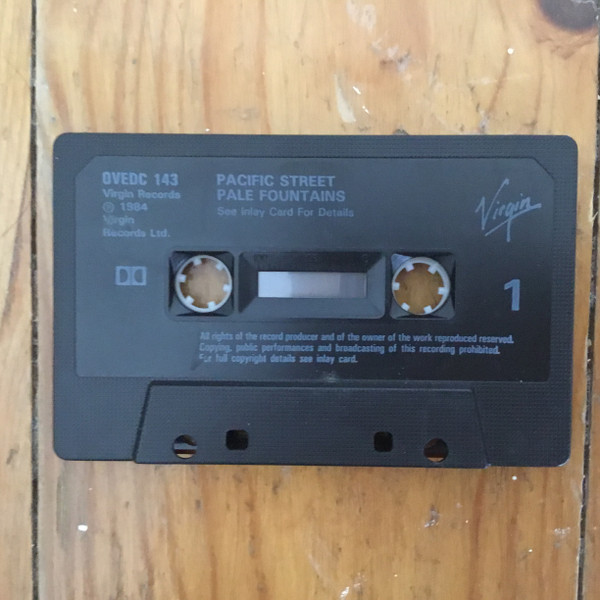 OVEDC 143
Virgin Records
℗ 1984
Virgin
Records Ltd.
PACIFIC STREET
PALE FOUNTAINS
See Inlay Card For Details
Virgin
1
All rights of the record producer and of the owner of the work reproduced reserved.
Copying, public performances and broadcasting of this recording prohibited.
For full copyright details see inlay card.